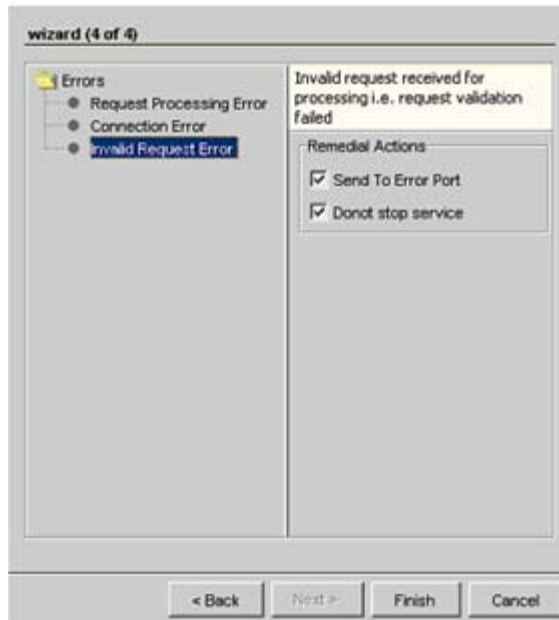 wizard (4 of 4)
Errors
Request Processing Error
Connection Error
Invalid Request Error
Invalid request received for
processing i.e. request validation
failed
Remedial Actions
Send To Error Port
Donot stop service
< Back
Next >
Finish
Cancel